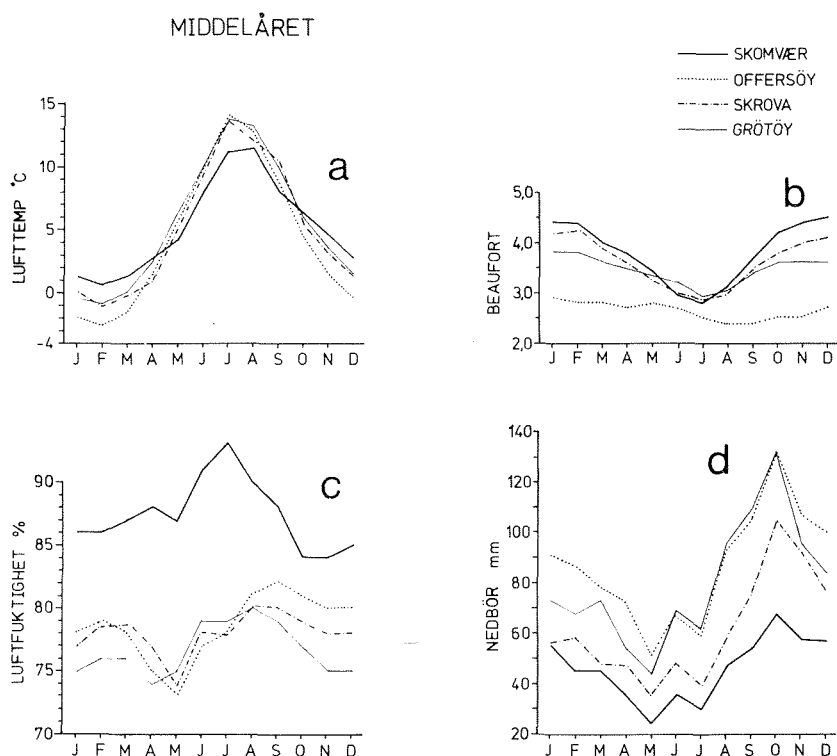 MIDDELÅRET
SKOMVÆR
OFFERSÖY
SKROVA
GRÖTÖY
a
LUFTTEMP °C
15
10
5
0
-4
J F M A M J J A S O N D
b
BEAUFORT
5,0
4,0
3,0
2,0
J F M A M J J A S O N D
c
LUFTFUKTIGHET %
90
85
80
75
70
J F M A M J J A S O N D
d
NEDBÖR mm
140
120
100
80
60
40
20
J F M A M J J A S O N D